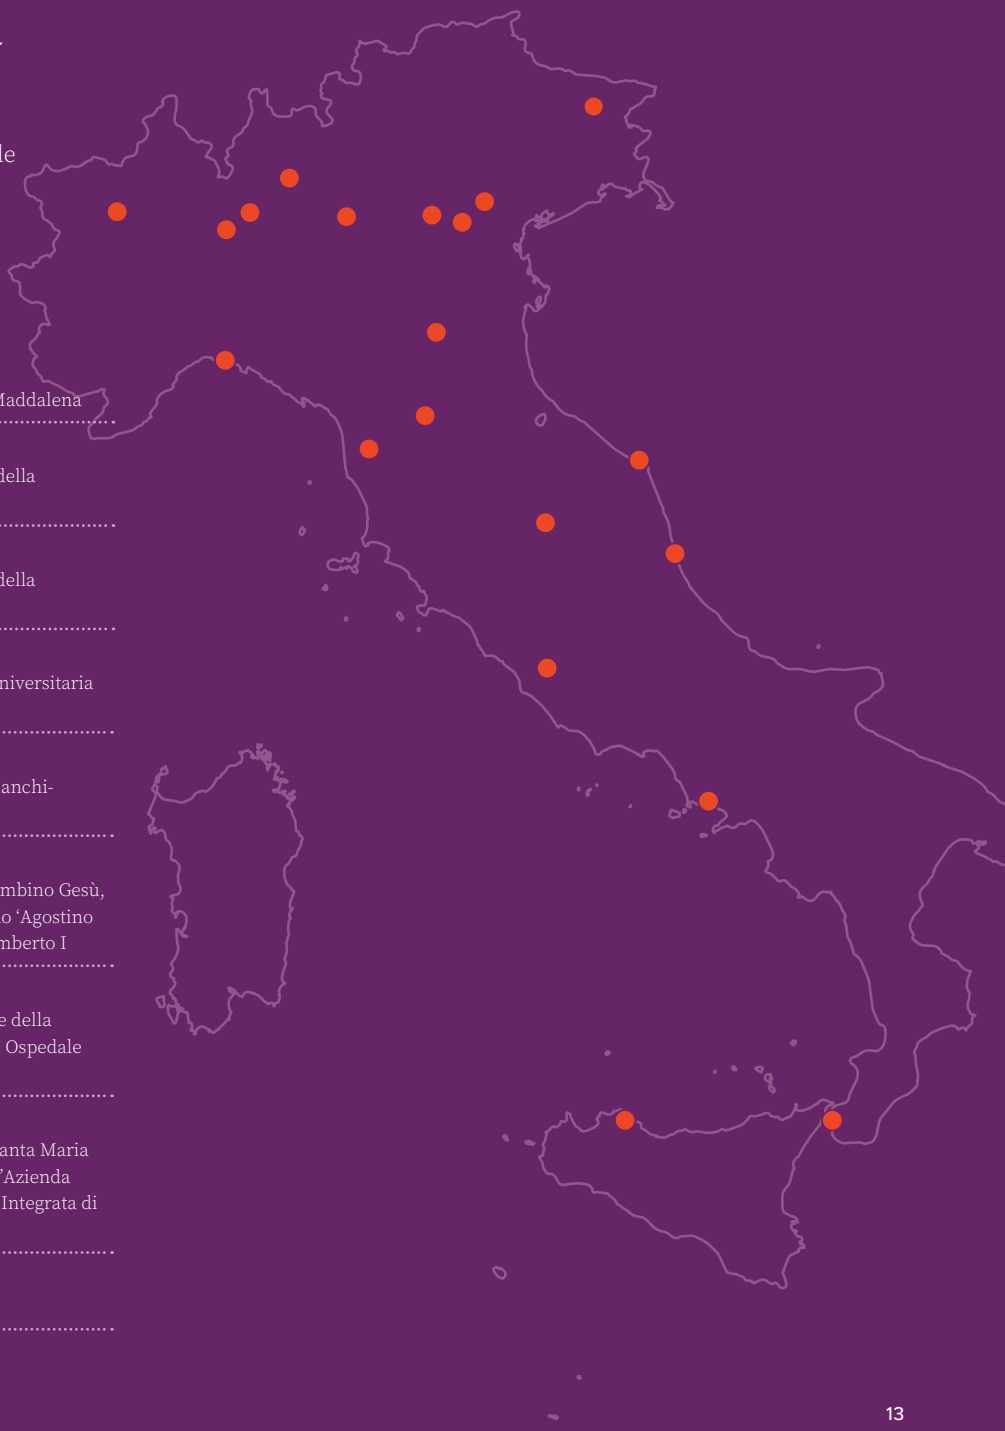 le
Maddalena
della
della
niversitaria
anchi-
mbino Gesù,
o ‘Agostino
mberto I
e della
Ospedale
anta Maria
’Azienda
Integrata di
13